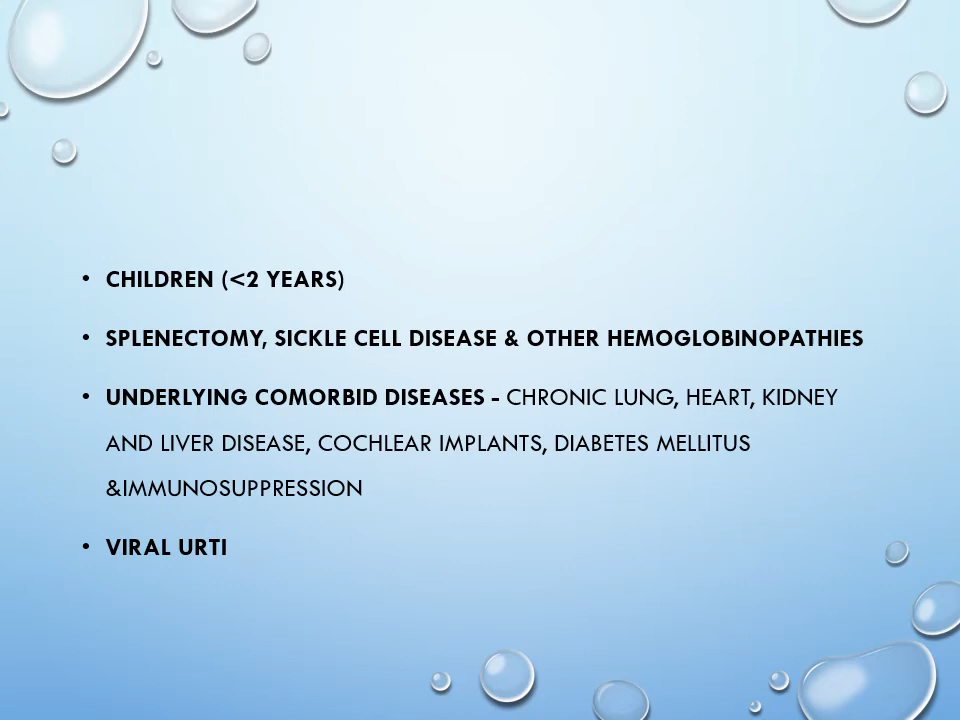 • CHILDREN (<2 YEARS)
• SPLENECTOMY, SICKLE CELL DISEASE & OTHER HEMOGLOBINOPATHIES
• UNDERLYING COMORBID DISEASES - CHRONIC LUNG, HEART, KIDNEY
AND LIVER DISEASE, COCHLEAR IMPLANTS, DIABETES MELLITUS
&IMMUNOSUPPRESSION
• VIRAL URTI